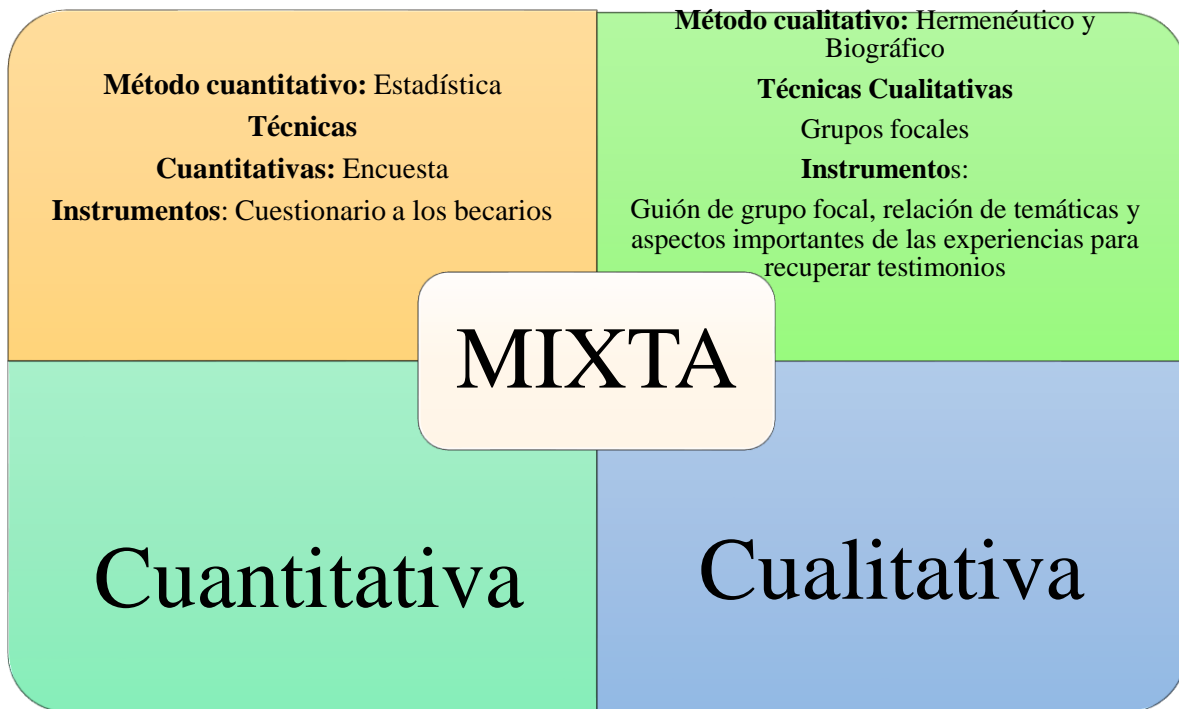 Método cuantitativo: Estadística
Técnicas
Cuantitativas: Encuesta
Instrumentos: Cuestionario a los becarios
Método cualitativo: Hermenéutico y
Biográfico
Técnicas Cualitativas
Grupos focales
Instrumentos:
Guión de grupo focal, relación de temáticas y
aspectos importantes de las experiencias para
recuperar testimonios
MIXTA
Cuantitativa
Cualitativa